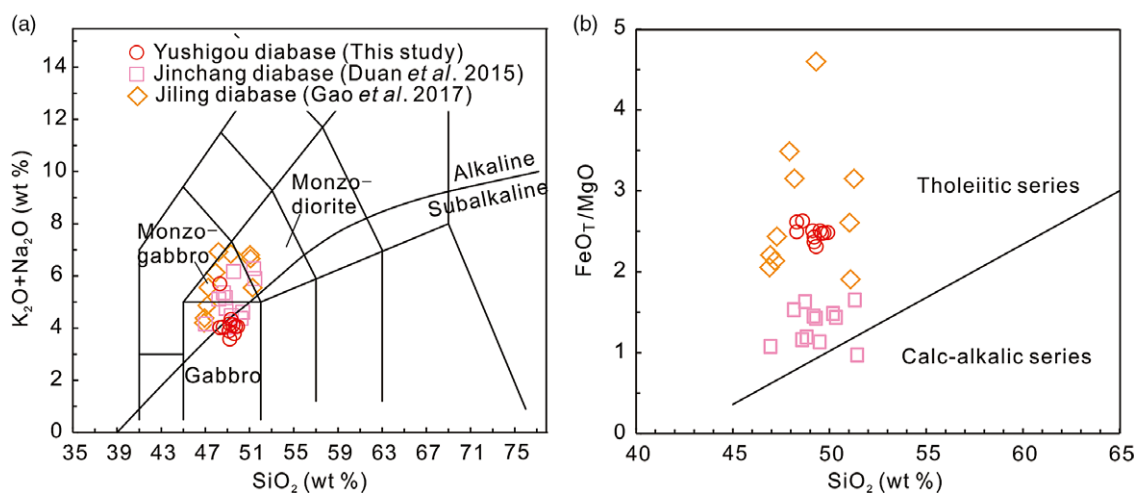 (a)
Yushigou diabase (This study)
Jinchang diabase (Duan et al. 2015)
Jiling diabase (Gao et al. 2017)
14
12
10
8
6
4
2
0
K2O+Na2O (wt %)
Alkaline
Subalkaline
Monzo-
diorite
Monzo-
gabbro
Gabbro
35 39 43 47 51 55 59 63 67 71 75
SiO2 (wt %)
(b)
5
4
3
2
1
0
FeOT/MgO
Tholeiitic series
Calc-alkalic series
40 45 50 55 60 65
SiO2 (wt %)